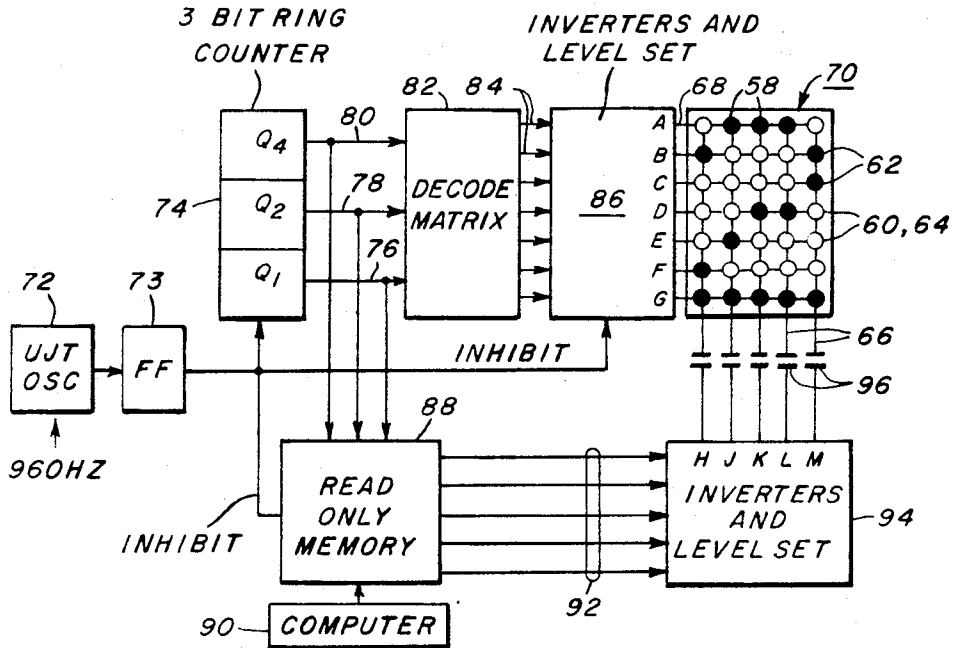 3 BIT RING
COUNTER
INVERTERS AND
LEVEL SET
82
84
68
58
70
Q4
80
A
B
62
74
Q2
78
DECODE
MATRIX
86
C
D
60, 64
E
76
Q1
F
G
72
73
66
UJT
OSC
FF
INHIBIT
96
88
960HZ
READ
ONLY
MEMORY
H J K L M
INVERTERS
AND
LEVEL SET
94
INHIBIT
92
90
COMPUTER